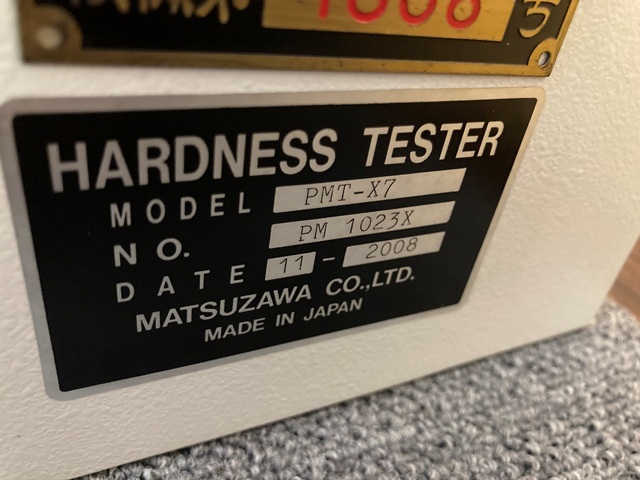 HARDNESS TESTER
MODEL PMT-X7
NO. PM 1023X
DATE 11 - 2008
MATSUZAWA CO.,LTD.
MADE IN JAPAN